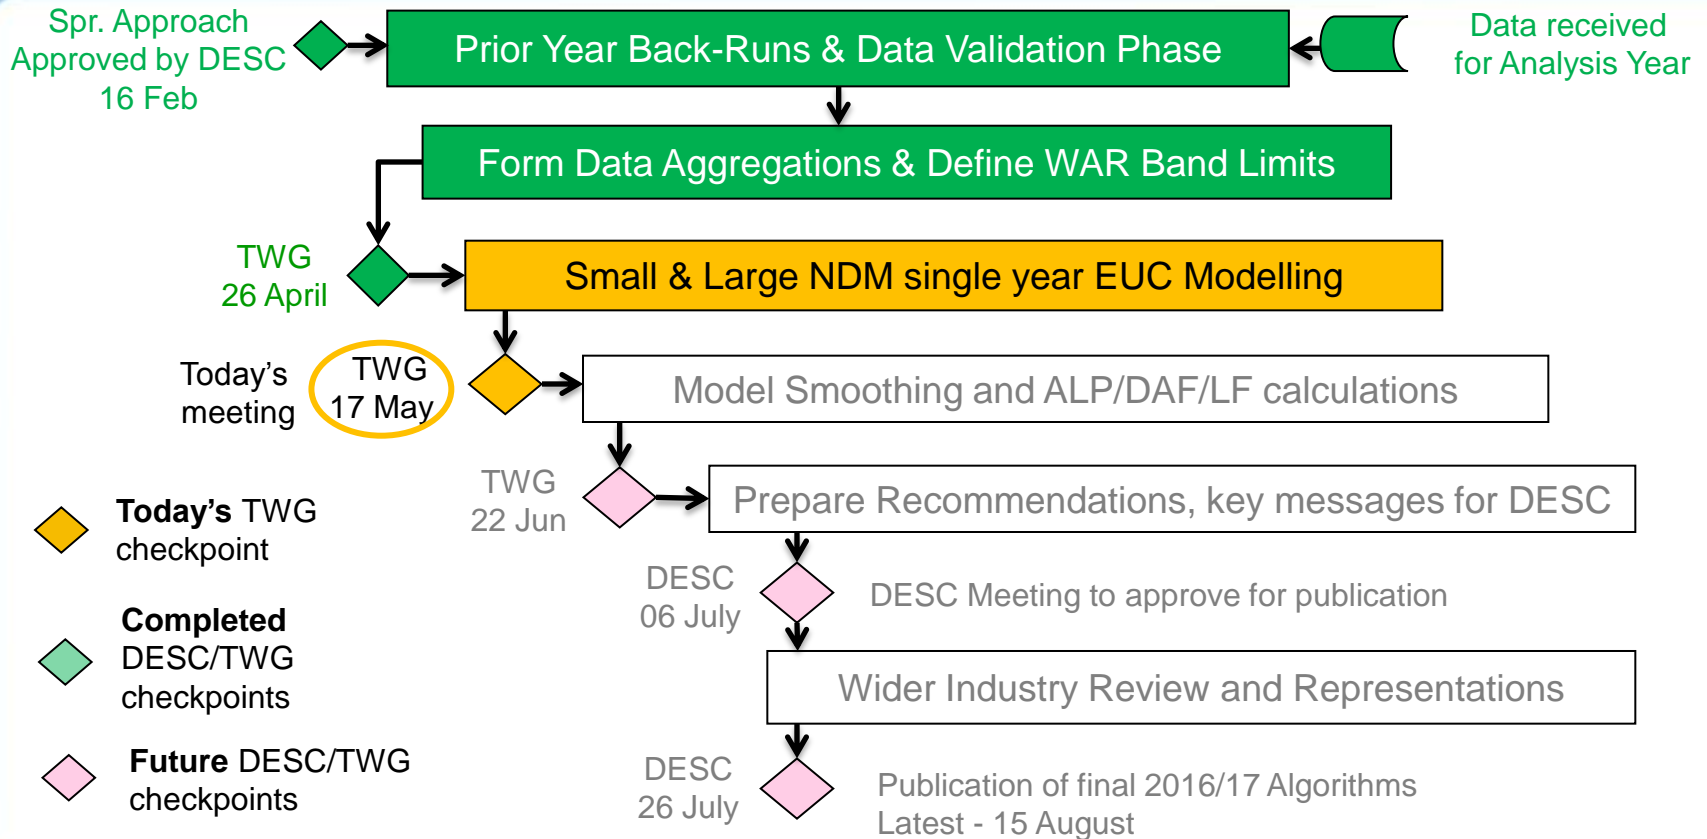 Spr. Approach
Approved by DESC
16 Feb
Prior Year Back-Runs & Data Validation Phase
Data received
for Analysis Year
Form Data Aggregations & Define WAR Band Limits
TWG
26 April
Small & Large NDM single year EUC Modelling
Today’s
meeting
TWG
17 May
Model Smoothing and ALP/DAF/LF calculations
TWG
22 Jun
Prepare Recommendations, key messages for DESC
Today’s TWG
checkpoint
DESC
06 July
DESC Meeting to approve for publication
Completed
DESC/TWG
checkpoints
Wider Industry Review and Representations
Future DESC/TWG
checkpoints
DESC
26 July
Publication of final 2016/17 Algorithms
Latest - 15 August